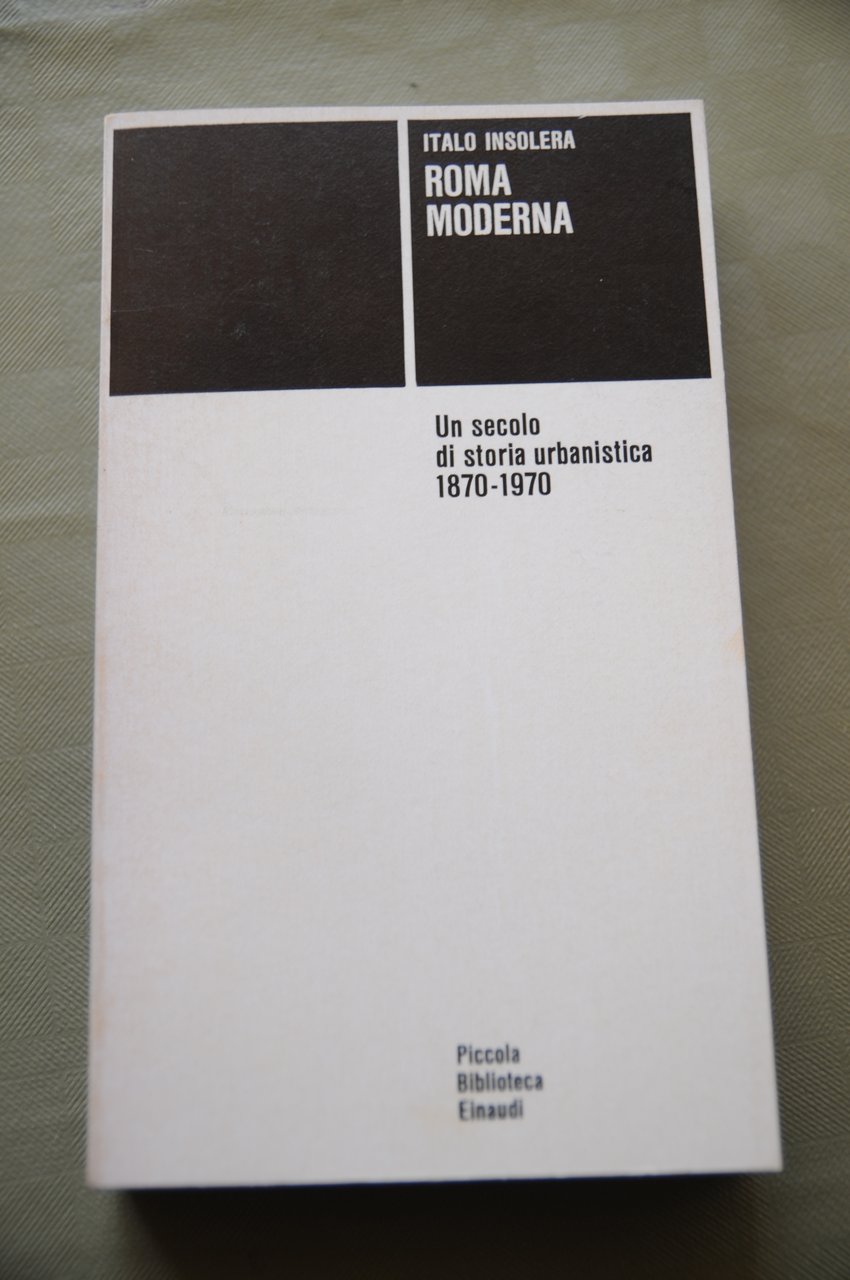 ITALO INSOLERA
ROMA
MODERNA
Un secolo
di storia urbanistica
1870-1970
Piccola
Biblioteca
Einaudi